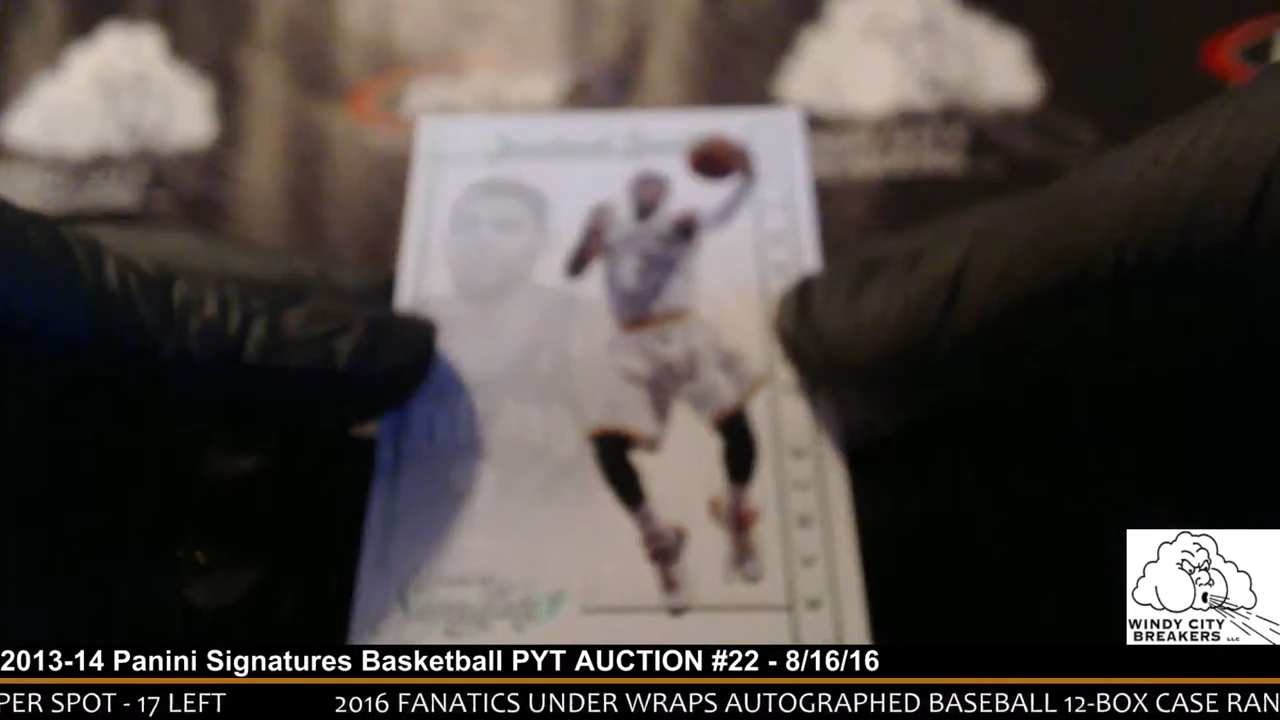 WINDY CITY
BREAKERS LLC
2013-14 Panini Signatures Basketball PYT AUCTION #22 - 8/16/16
PER SPOT - 17 LEFT 2016 FANATICS UNDER WRAPS AUTOGRAPHED BASEBALL 12-BOX CASE RAN